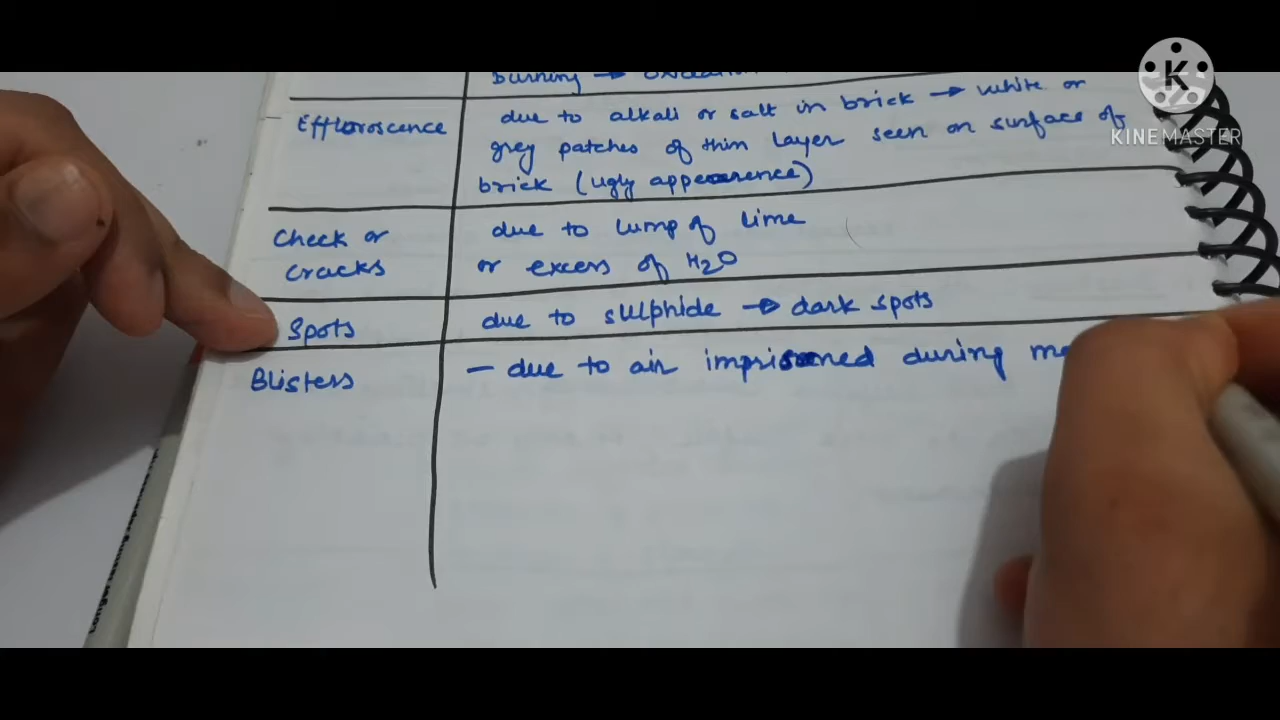 burning →
Effloroscence
due to alkali or salt in brick → white or
grey patches of thin layer seen on surface of
brick (ugly appearence)
Check or
cracks
due to lump of lime
or excess of H2O
Spots
due to sulphide → dark spots
Blisters
- due to air imprisoned during
KINEMASTER